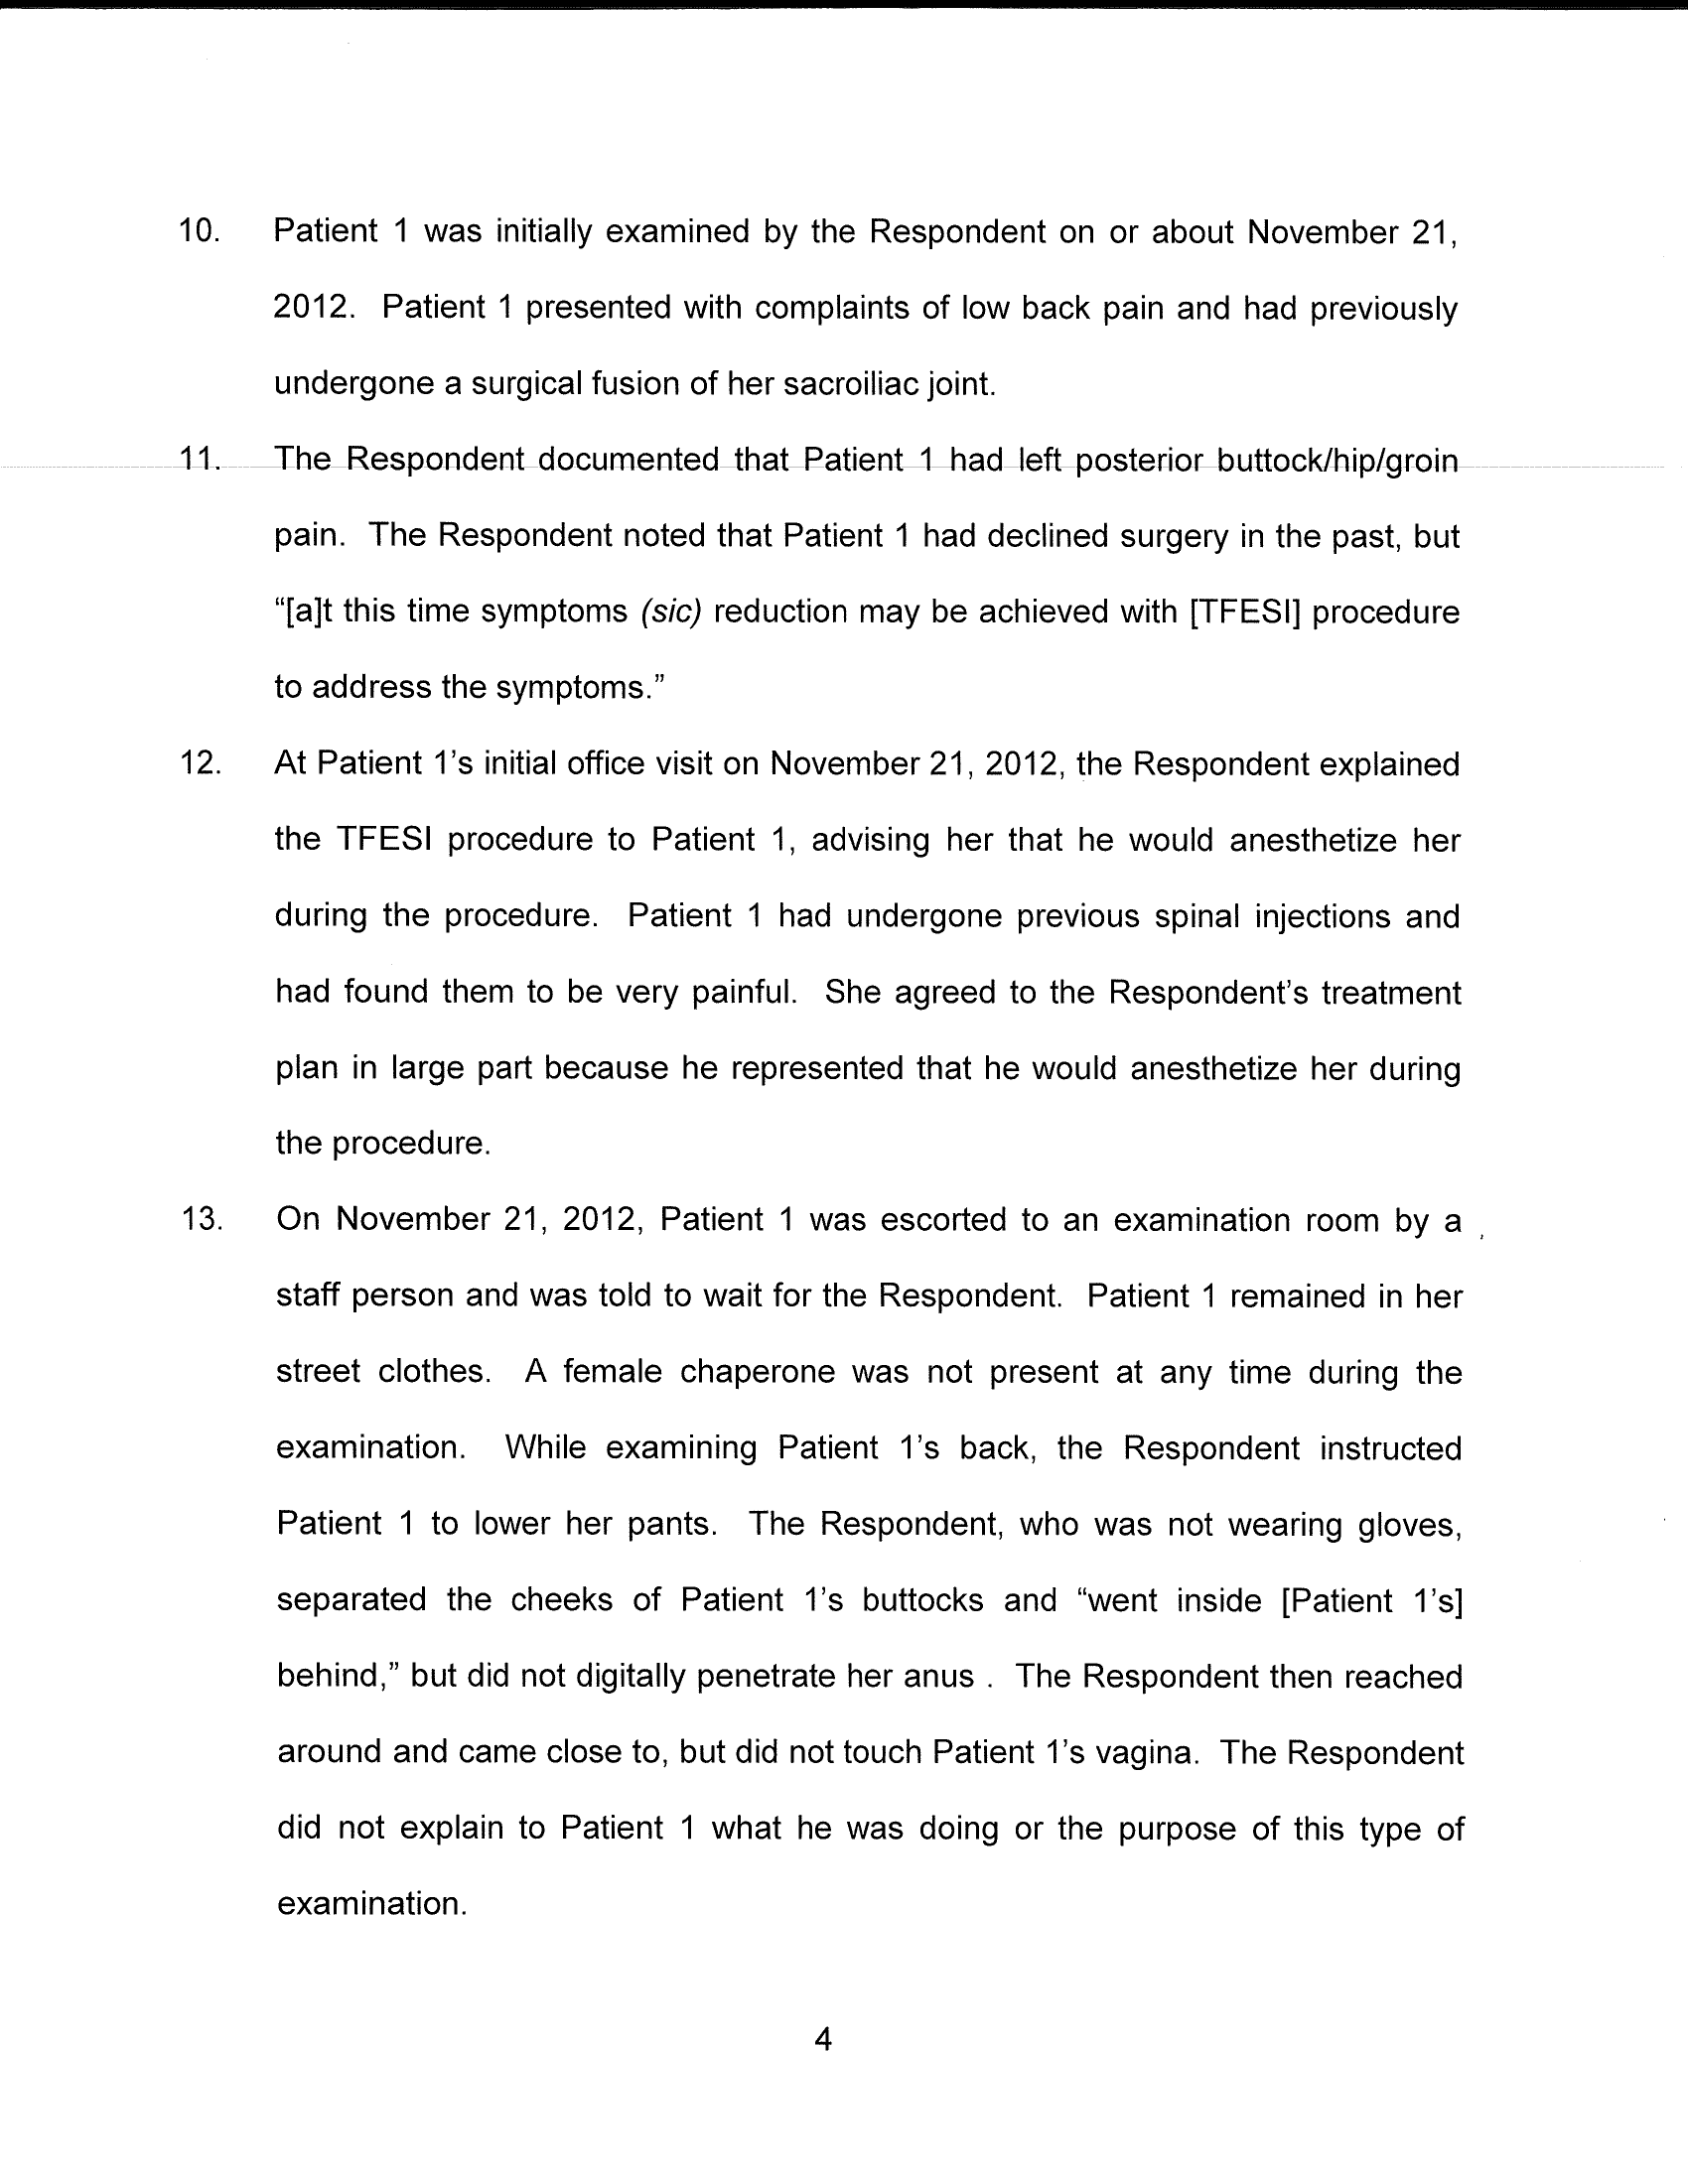 10. Patient 1 was initially examined by the Respondent on or about November 21,
2012. Patient 1 presented with complaints of low back pain and had previously
undergone a surgical fusion of her sacroiliac joint.
11. The Respondent documented that Patient 1 had left posterior buttock/hip/groin
pain. The Respondent noted that Patient 1 had declined surgery in the past, but
“[a]t this time symptoms (sic) reduction may be achieved with [TFESI] procedure
to address the symptoms.”
12. At Patient 1’s initial office visit on November 21, 2012, the Respondent explained
the TFESI procedure to Patient 1, advising her that he would anesthetize her
during the procedure. Patient 1 had undergone previous spinal injections and
had found them to be very painful. She agreed to the Respondent’s treatment
plan in large part because he represented that he would anesthetize her during
the procedure.
13. On November 21, 2012, Patient 1 was escorted to an examination room by a
staff person and was told to wait for the Respondent. Patient 1 remained in her
street clothes. A female chaperone was not present at any time during the
examination. While examining Patient 1’s back, the Respondent instructed
Patient 1 to lower her pants. The Respondent, who was not wearing gloves,
separated the cheeks of Patient 1’s buttocks and “went inside [Patient 1’s]
behind,” but did not digitally penetrate her anus . The Respondent then reached
around and came close to, but did not touch Patient 1’s vagina. The Respondent
did not explain to Patient 1 what he was doing or the purpose of this type of
examination.
4